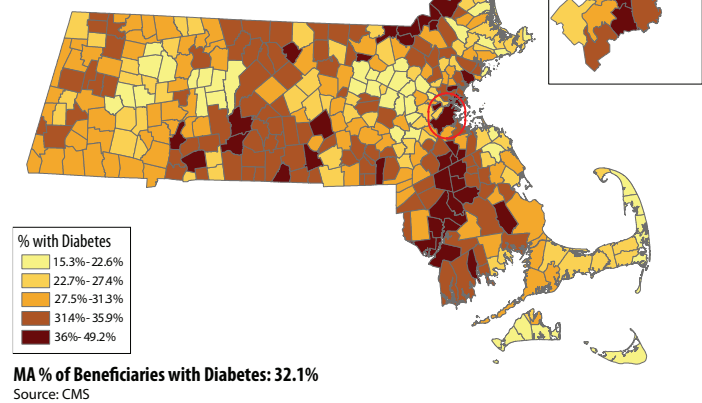 % with Diabetes
15.3%- 22.6%
22.7%- 27.4%
27.5%-31.3%
31.4%- 35.9%
36%- 49.2%
MA % of Beneficiaries with Diabetes: 32.1%
Source: CMS